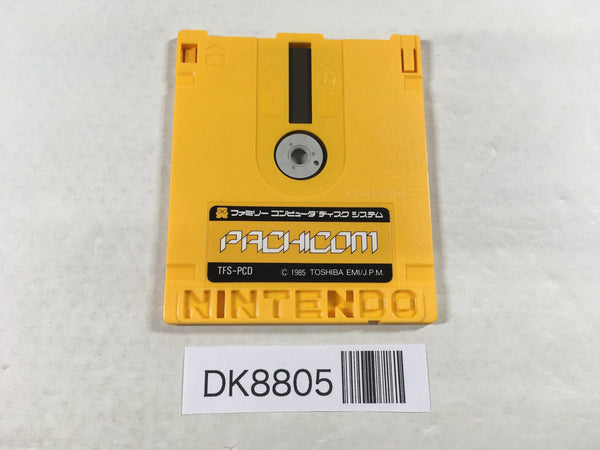 ファミリー コンピュータ ディスク システム
PACHICOM
TFS-PCD
© 1985 TOSHIBA EMI/J.P.M.
NINTENDO
DK8805